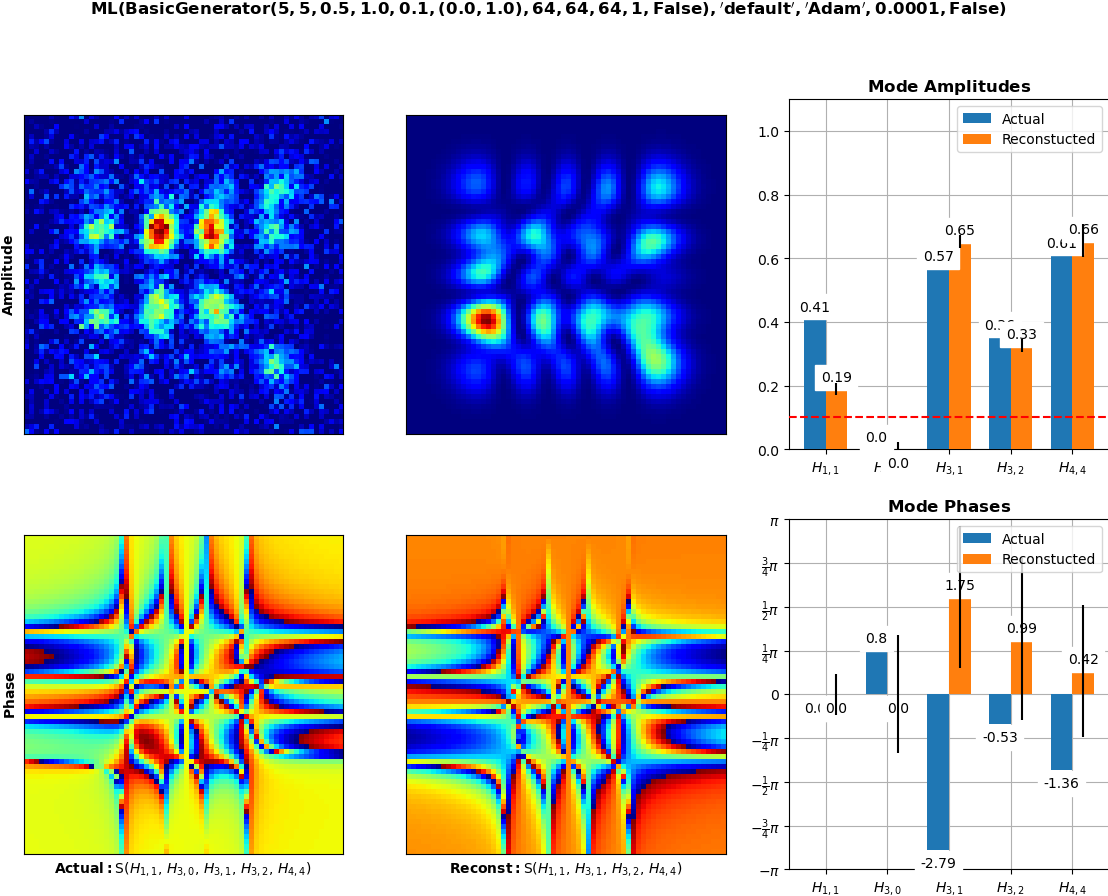 ML(BasicGenerator(5, 5, 0.5, 1.0, 0.1, (0.0, 1.0), 64, 64, 64, 1, False), 'default', 'Adam', 0.0001, False)
Amplitude
Mode Amplitudes
Actual
Reconstucted
1.0
0.8
0.6
0.4
0.2
0.0
0.41
0.19
0.0
0.0
0.57
0.65
0.33
0.61
0.66
H1,1
H3,1
H3,2
H4,4
Phase
Actual: S(H1,1, H3,0, H3,1, H3,2, H4,4)
Reconst: S(H1,1, H3,1, H3,2, H4,4)
Mode Phases
Actual
Reconstucted
π
3/4π
1/2π
1/4π
0
−1/4π
−1/2π
−3/4π
−π
0.0
0.8
0.0
-2.79
1.75
-0.53
0.99
-1.36
0.42
H1,1
H3,0
H3,1
H3,2
H4,4